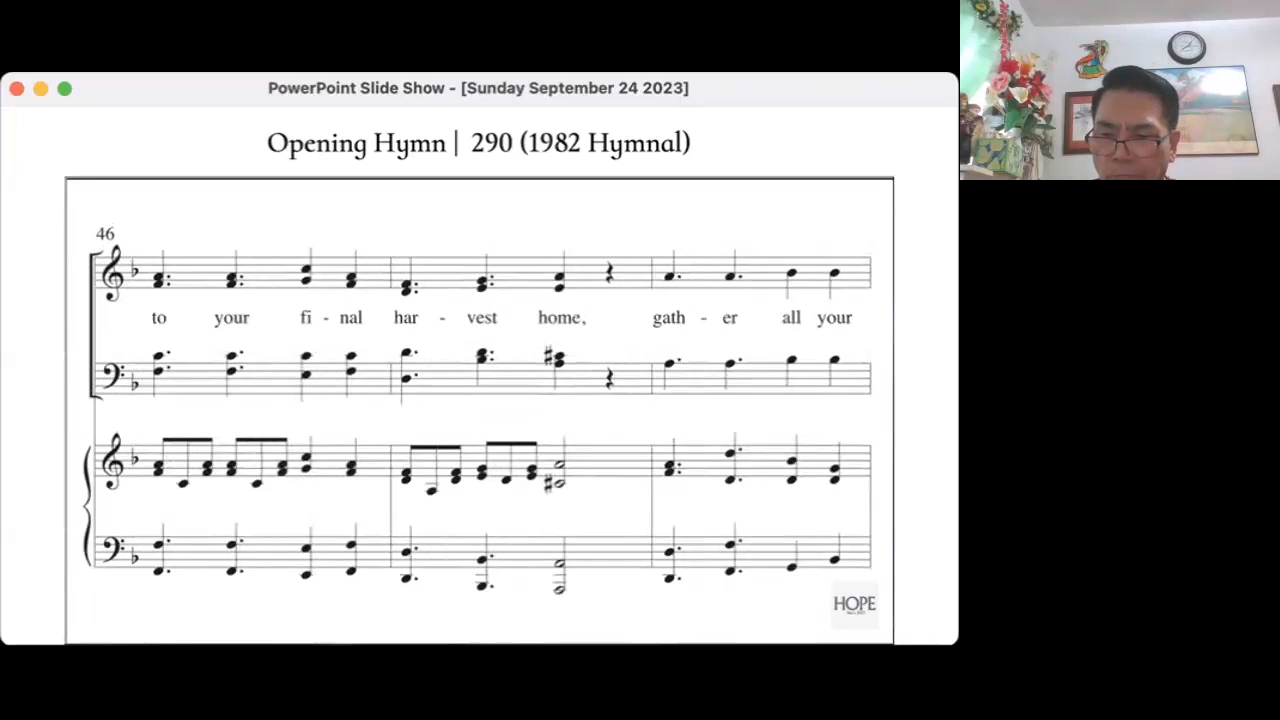 PowerPoint Slide Show - [Sunday September 24 2023]
Opening Hymn | 290 (1982 Hymnal)
46
to your fi - nal har - vest home, gath - er all your
HOPE